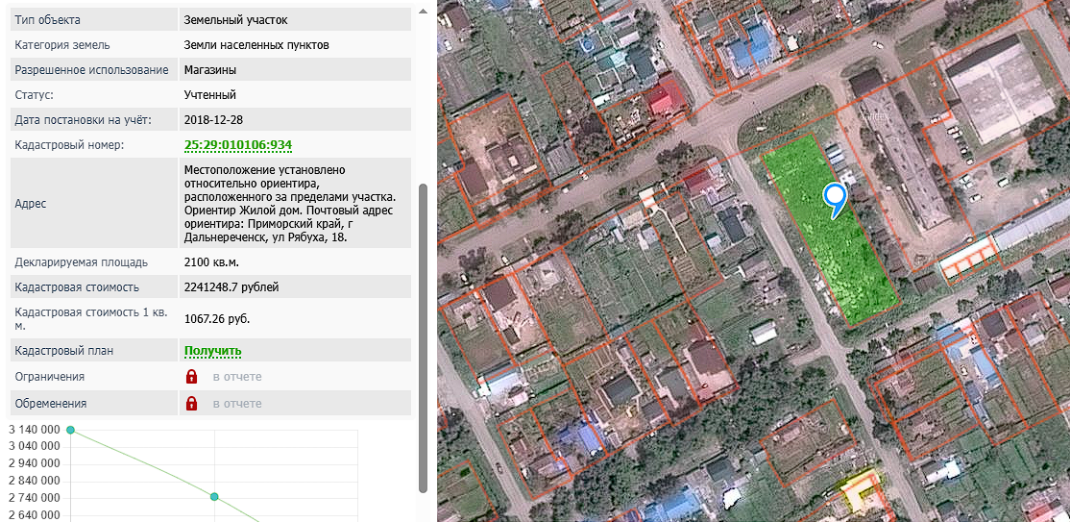 Тип объекта Земельный участок
Категория земель Земли населенных пунктов
Разрешенное использование Магазины
Статус: Учтенный
Дата постановки на учёт: 2018-12-28
Кадастровый номер: 25:29:010106:934
Адрес
Местоположение установлено
относительно ориентира,
расположенного за пределами участка.
Ориентир Жилой дом. Почтовый адрес
ориентира: Приморский край, г
Дальнереченск, ул Рябуха, 18.
Декларируемая площадь 2100 кв.м.
Кадастровая стоимость 2241248.7 рублей
Кадастровая стоимость 1 кв.
м. 1067.26 руб.
Кадастровый план Получить
Ограничения в отчете
Обременения в отчете
3 140 000
3 040 000
2 940 000
2 840 000
2 740 000
2 640 000